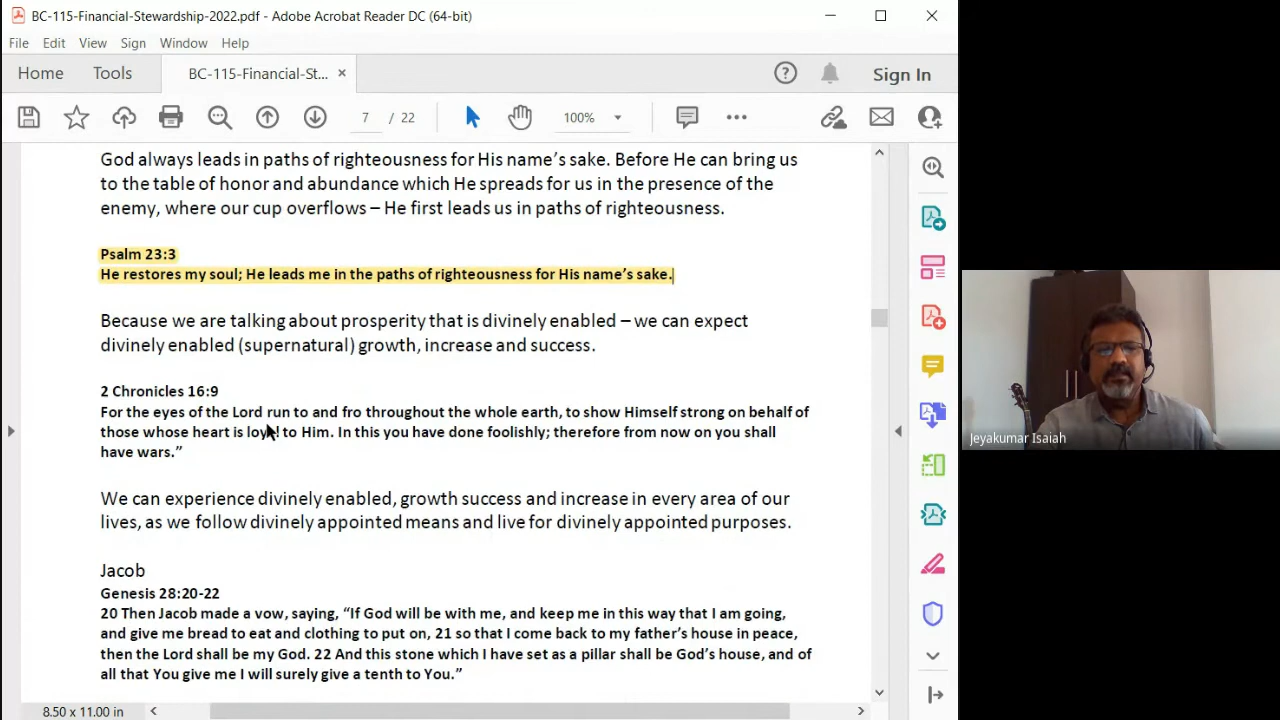 BC-115-Financial-Stewardship-2022.pdf - Adobe Acrobat Reader DC (64-bit)
File Edit View Sign Window Help
Home Tools BC-115-Financial-St... × Sign In
7 / 22 100%
God always leads in paths of righteousness for His name’s sake. Before He can bring us
to the table of honor and abundance which He spreads for us in the presence of the
enemy, where our cup overflows – He first leads us in paths of righteousness.
Psalm 23:3
He restores my soul; He leads me in the paths of righteousness for His name’s sake.
Because we are talking about prosperity that is divinely enabled – we can expect
divinely enabled (supernatural) growth, increase and success.
2 Chronicles 16:9
For the eyes of the Lord run to and fro throughout the whole earth, to show Himself strong on behalf of
those whose heart is loyal to Him. In this you have done foolishly; therefore from now on you shall
have wars.”
Jeyakumar Isaiah
We can experience divinely enabled, growth success and increase in every area of our
lives, as we follow divinely appointed means and live for divinely appointed purposes.
Jacob
Genesis 28:20-22
20 Then Jacob made a vow, saying, “If God will be with me, and keep me in this way that I am going,
and give me bread to eat and clothing to put on, 21 so that I come back to my father’s house in peace,
then the Lord shall be my God. 22 And this stone which I have set as a pillar shall be God’s house, and of
all that You give me I will surely give a tenth to You.”
8.50 x 11.00 in